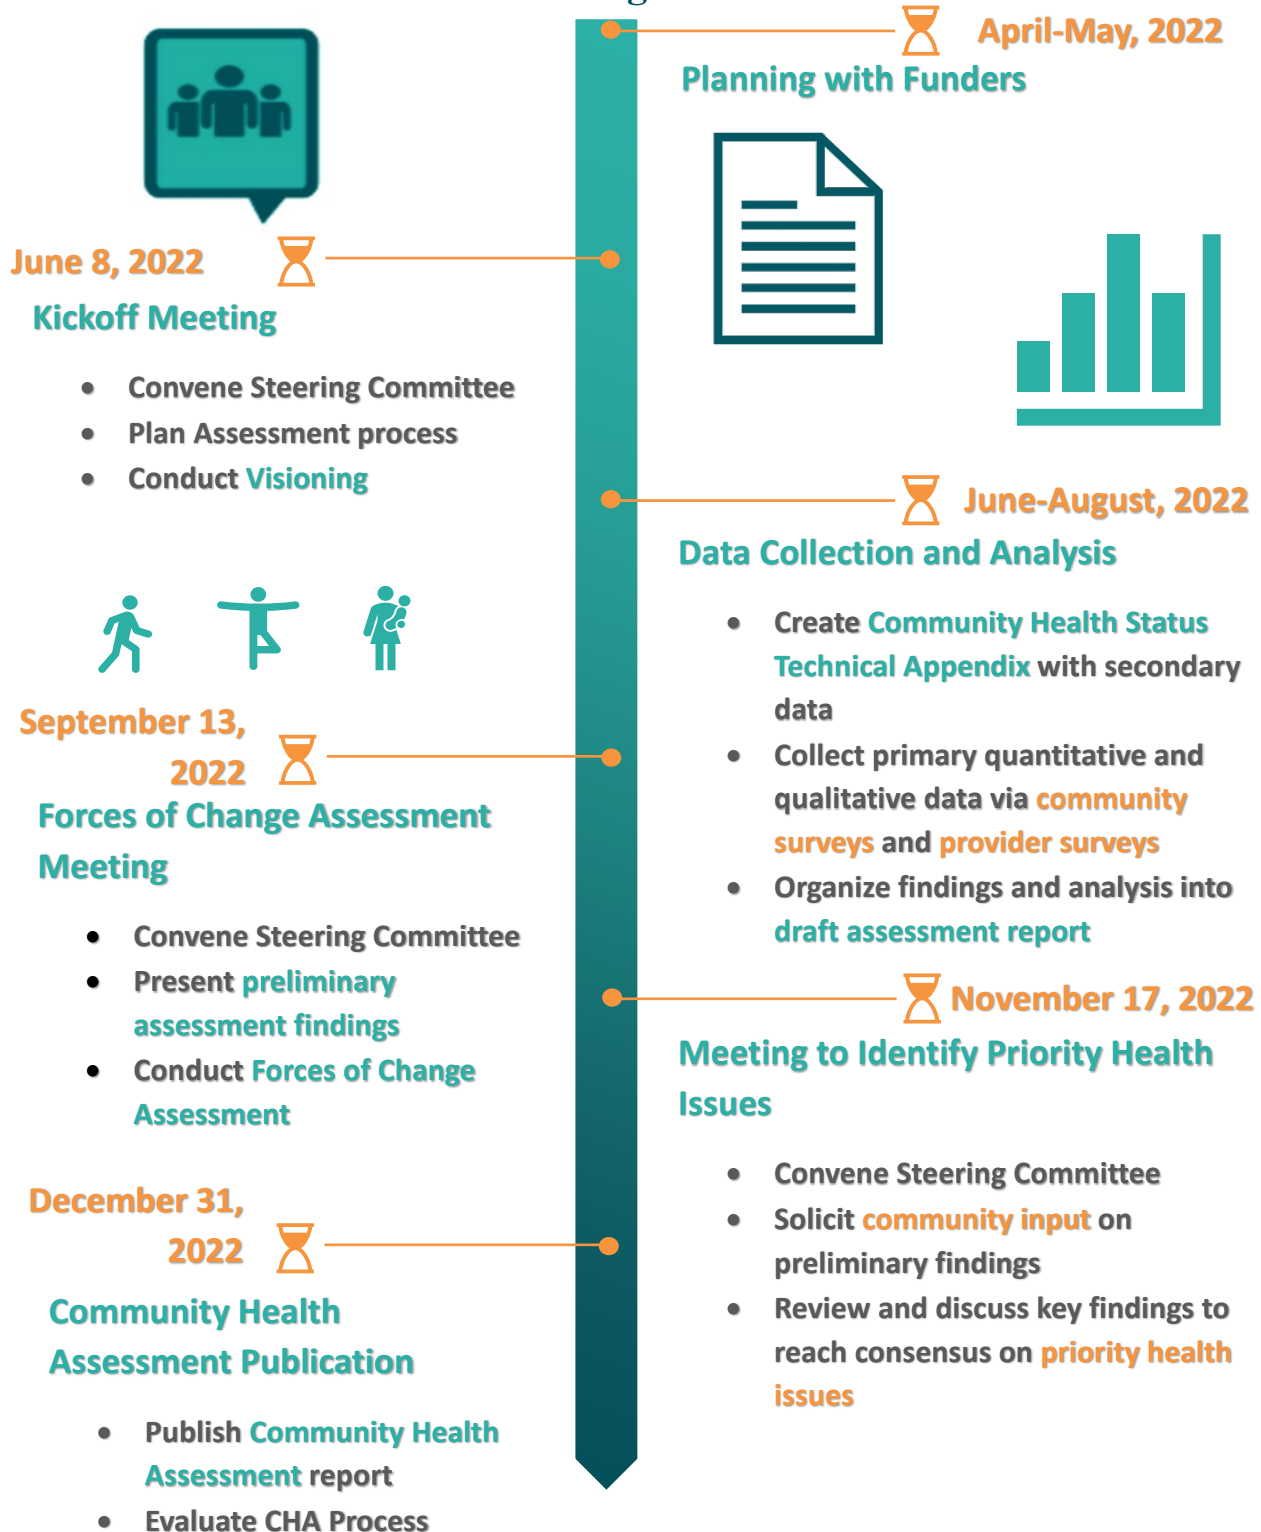 April-May, 2022
Planning with Funders
June 8, 2022
Kickoff Meeting
• Convene Steering Committee
• Plan Assessment process
• Conduct Visioning
June-August, 2022
Data Collection and Analysis
• Create Community Health Status
Technical Appendix with secondary
data
• Collect primary quantitative and
qualitative data via community
surveys and provider surveys
• Organize findings and analysis into
draft assessment report
September 13,
2022
Forces of Change Assessment
Meeting
• Convene Steering Committee
• Present preliminary
assessment findings
• Conduct Forces of Change
Assessment
November 17, 2022
Meeting to Identify Priority Health
Issues
• Convene Steering Committee
• Solicit community input on
preliminary findings
• Review and discuss key findings to
reach consensus on priority health
issues
December 31,
2022
Community Health
Assessment Publication
• Publish Community Health
Assessment report
• Evaluate CHA Process